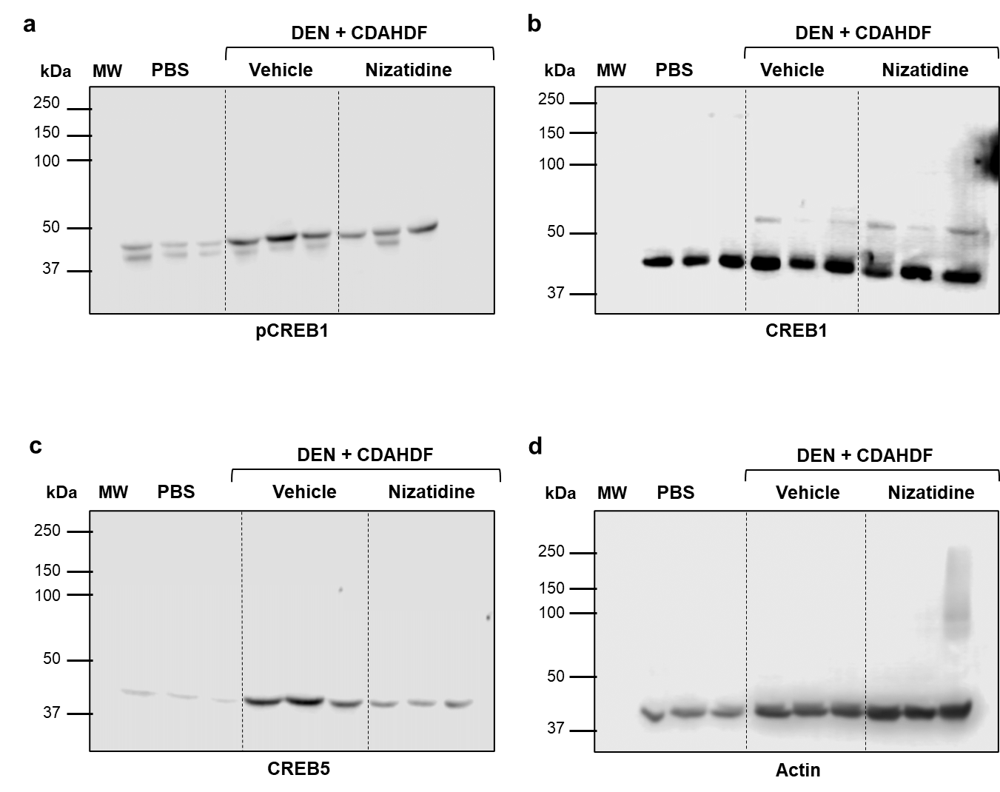 a
DEN + CDAHDF
kDa MW PBS Vehicle Nizatidine
250
150
100
50
37
pCREB1
b
DEN + CDAHDF
kDa MW PBS Vehicle Nizatidine
250
150
100
50
37
CREB1
c
DEN + CDAHDF
kDa MW PBS Vehicle Nizatidine
250
150
100
50
37
CREB5
d
DEN + CDAHDF
kDa MW PBS Vehicle Nizatidine
250
150
100
50
37
Actin